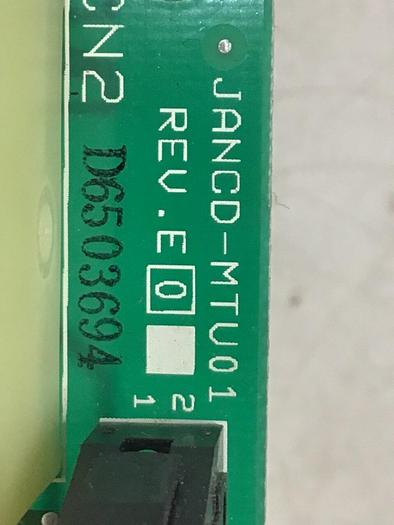 JANCD-MTU01
REV.E0
CN2
D6503694
2
1